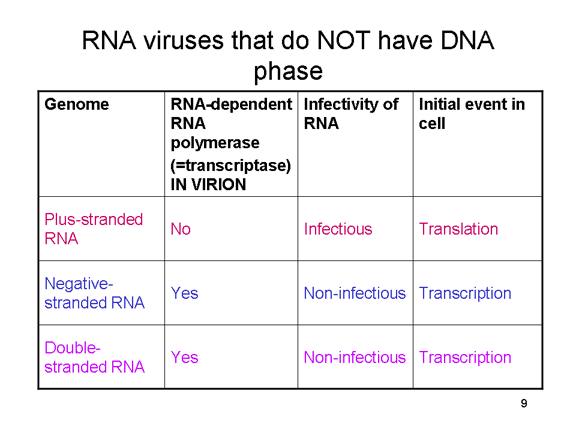 RNA viruses that do NOT have DNA
phase
Genome
RNA-dependent
RNA
polymerase
(=transcriptase)
IN VIRION
Infectivity of
RNA
Initial event in
cell
Plus-stranded
RNA
No
Infectious
Translation
Negative-
stranded RNA
Yes
Non-infectious
Transcription
Double-
stranded RNA
Yes
Non-infectious
Transcription
9